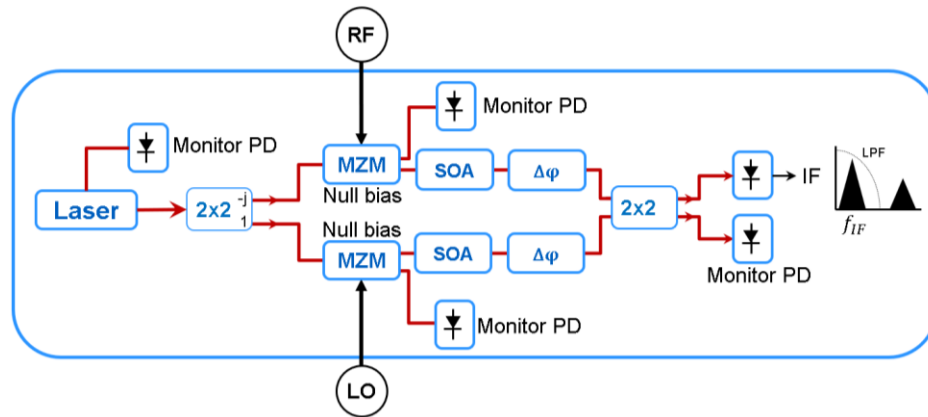 RF
Monitor PD
Monitor PD
MZM
SOA
Δφ
LPF
IF
Null bias
Laser
2x2
-j
1
2x2
f_IF
Null bias
MZM
SOA
Δφ
Monitor PD
Monitor PD
LO